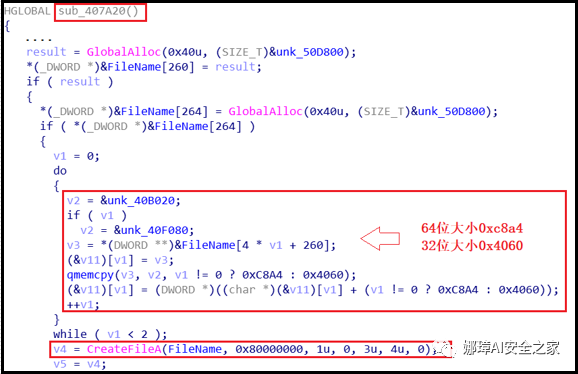 HGLOBAL sub_407A20()
{
....
result = GlobalAlloc(0x40u, (SIZE_T)&unk_50D800);
*(_DWORD *)&FileName[260] = result;
if ( result )
{
*(_DWORD *)&FileName[264] = GlobalAlloc(0x40u, (SIZE_T)&unk_50D800);
if ( *(_DWORD *)&FileName[264] )
{
v1 = 0;
do
{
v2 = &unk_40B020;
if ( v1 )
v2 = &unk_40F080;
v3 = *(DWORD **)&FileName[4 * v1 + 260];
(&v11)[v1] = v3;
qmemcpy(v3, v2, v1 != 0 ? 0xC8A4 : 0x4060);
(&v11)[v1] = (DWORD *)((char *)(&v11)[v1] + (v1 != 0 ? 0xC8A4 : 0x4060));
++v1;
}
64位大小0xc8a4
32位大小0x4060
while ( v1 < 2 );
v4 = CreateFileA(FileName, 0x80000000, 1u, 0, 3u, 4u, 0);
v5 = v4;
娜璋AI安全之家